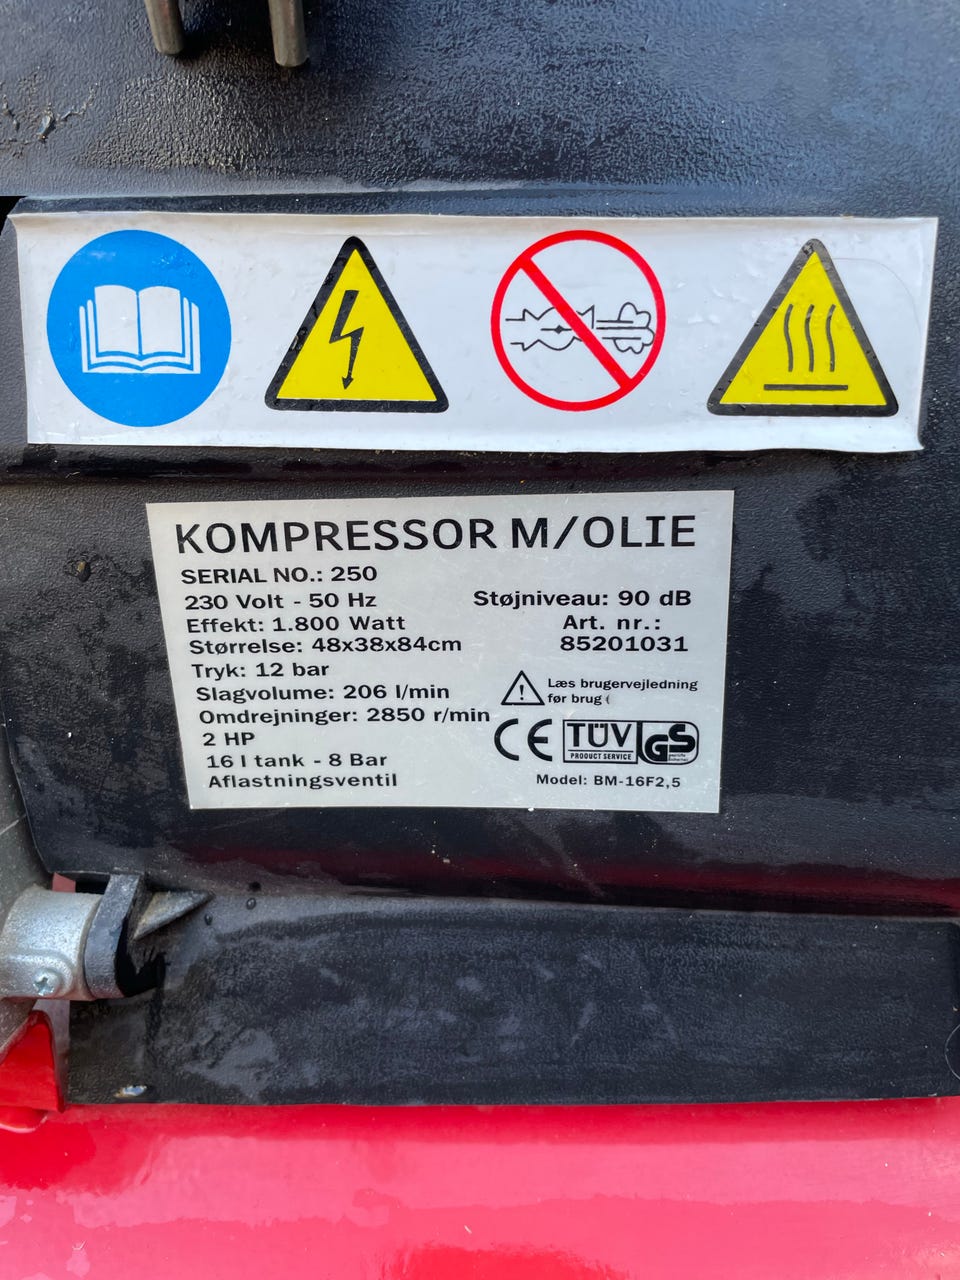 KOMPRESSOR M/OLIE
SERIAL NO.: 250
230 Volt - 50 Hz
Effekt: 1.800 Watt
Størrelse: 48x38x84cm
Tryk: 12 bar
Slagvolume: 206 l/min
Omdrejninger: 2850 r/min
2 HP
16 l tank - 8 Bar
Aflastningsventil
Støjniveau: 90 dB
Art. nr.:
85201031
Læs brugervejledning
før brug
CE
TÜV
PRODUCT SERVICE
GS
Model: BM-16F2,5